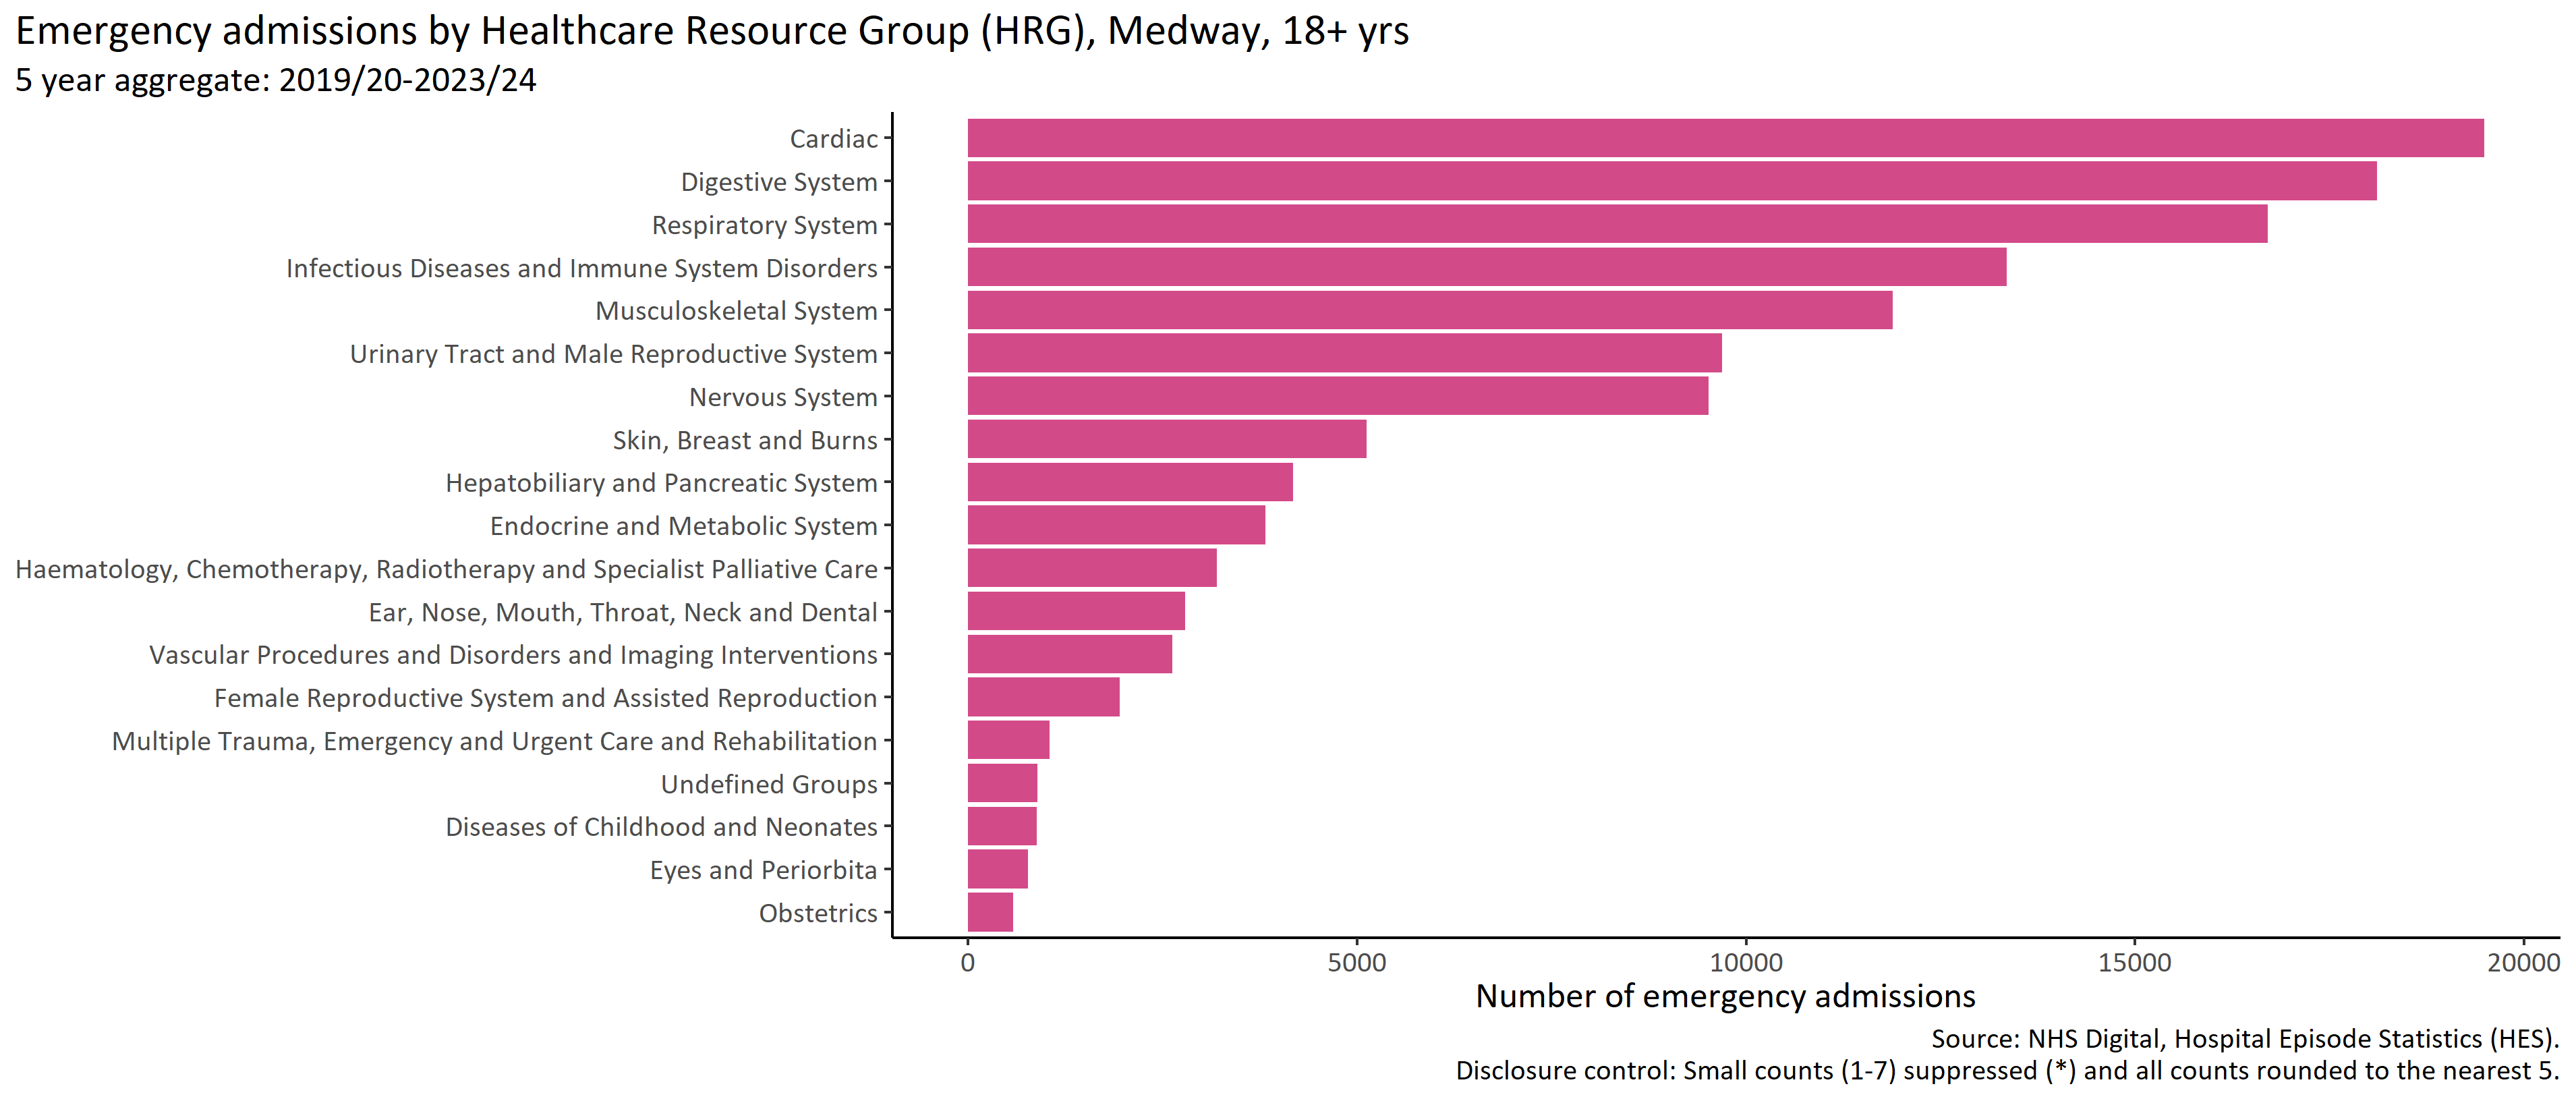 Emergency admissions by Healthcare Resource Group (HRG), Medway, 18+ yrs
5 year aggregate: 2019/20-2023/24
Cardiac
Digestive System
Respiratory System
Infectious Diseases and Immune System Disorders
Musculoskeletal System
Urinary Tract and Male Reproductive System
Nervous System
Skin, Breast and Burns
Hepatobiliary and Pancreatic System
Endocrine and Metabolic System
Haematology, Chemotherapy, Radiotherapy and Specialist Palliative Care
Ear, Nose, Mouth, Throat, Neck and Dental
Vascular Procedures and Disorders and Imaging Interventions
Female Reproductive System and Assisted Reproduction
Multiple Trauma, Emergency and Urgent Care and Rehabilitation
Undefined Groups
Diseases of Childhood and Neonates
Eyes and Periorbita
Obstetrics
0 5000 10000 15000 20000
Number of emergency admissions
Source: NHS Digital, Hospital Episode Statistics (HES).
Disclosure control: Small counts (1-7) suppressed (*) and all counts rounded to the nearest 5.